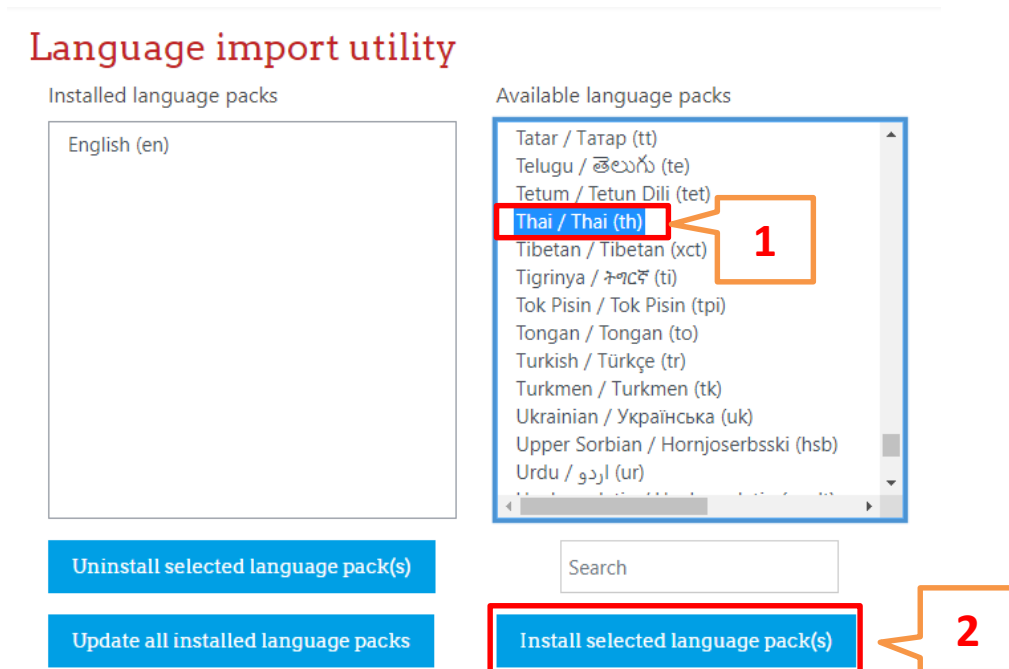 Language import utility
Installed language packs
English (en)
Available language packs
Tatar / Татар (tt)
Telugu / తెలుగు (te)
Tetum / Tetun Dili (tet)
Thai / Thai (th)
1
Tibetan / Tibetan (xct)
Tigrinya / ትግርኛ (ti)
Tok Pisin / Tok Pisin (tpi)
Tongan / Tongan (to)
Turkish / Türkçe (tr)
Turkmen / Turkmen (tk)
Ukrainian / Українська (uk)
Upper Sorbian / Hornjoserbsski (hsb)
Urdu / اردو (ur)
Uninstall selected language pack(s)
Search
Update all installed language packs
Install selected language pack(s)
2